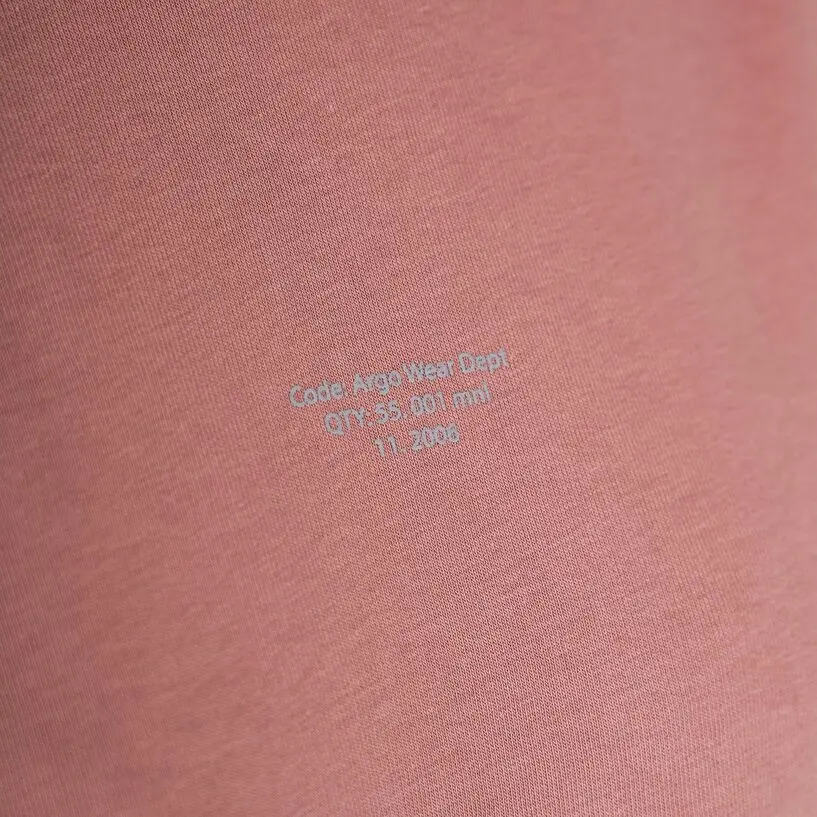 Code. Argo Wear Dept
QTY: 55. 001 mnl
11. 2006